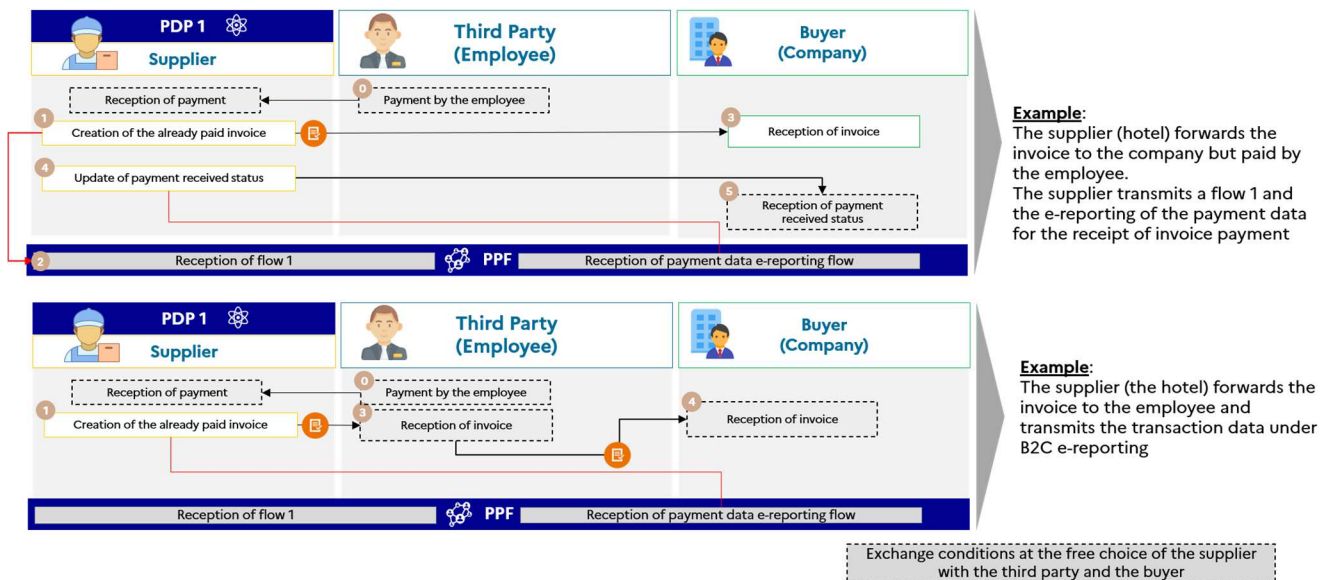 PDP 1
Supplier
Third Party
(Employee)
Buyer
(Company)
0
Reception of payment
Payment by the employee
1
Creation of the already paid invoice
3
Reception of invoice
4
Update of payment received status
5
Reception of payment
received status
2
Reception of flow 1
PPF
Reception of payment data e-reporting flow
Example:
The supplier (hotel) forwards the
invoice to the company but paid by
the employee.
The supplier transmits a flow 1 and
the e-reporting of the payment data
for the receipt of invoice payment
PDP 1
Supplier
Third Party
(Employee)
Buyer
(Company)
0
Reception of payment
Payment by the employee
1
Creation of the already paid invoice
3
Reception of invoice
4
Reception of invoice
Reception of flow 1
PPF
Reception of payment data e-reporting flow
Example:
The supplier (the hotel) forwards the
invoice to the employee and
transmits the transaction data under
B2C e-reporting
Exchange conditions at the free choice of the supplier
with the third party and the buyer